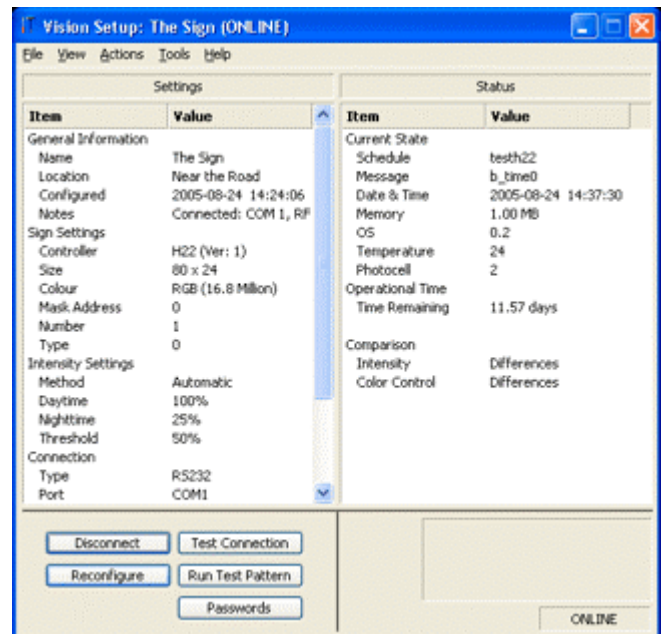 Vision Setup: The Sign (ONLINE)
File View Actions Tools Help
Settings
Item Value
General Information
Name The Sign
Location Near the Road
Configured 2005-08-24 14:24:06
Notes Connected: COM 1, RF
Sign Settings
Controller H22 (Ver: 1)
Size 80 x 24
Colour RGB (16.8 Million)
Mask Address 0
Number 1
Type 0
Intensity Settings
Method Automatic
Daytime 100%
Nighttime 25%
Threshold 50%
Connection
Type RS232
Port COM1
Status
Item Value
Current State
Schedule testh22
Message b_time0
Date & Time 2005-08-24 14:37:30
Memory 1.00 MB
OS 0.2
Temperature 24
Photocell 2
Operational Time
Time Remaining 11.57 days
Comparison
Intensity Differences
Color Control Differences
Disconnect Test Connection
Reconfigure Run Test Pattern
Passwords
ONLINE